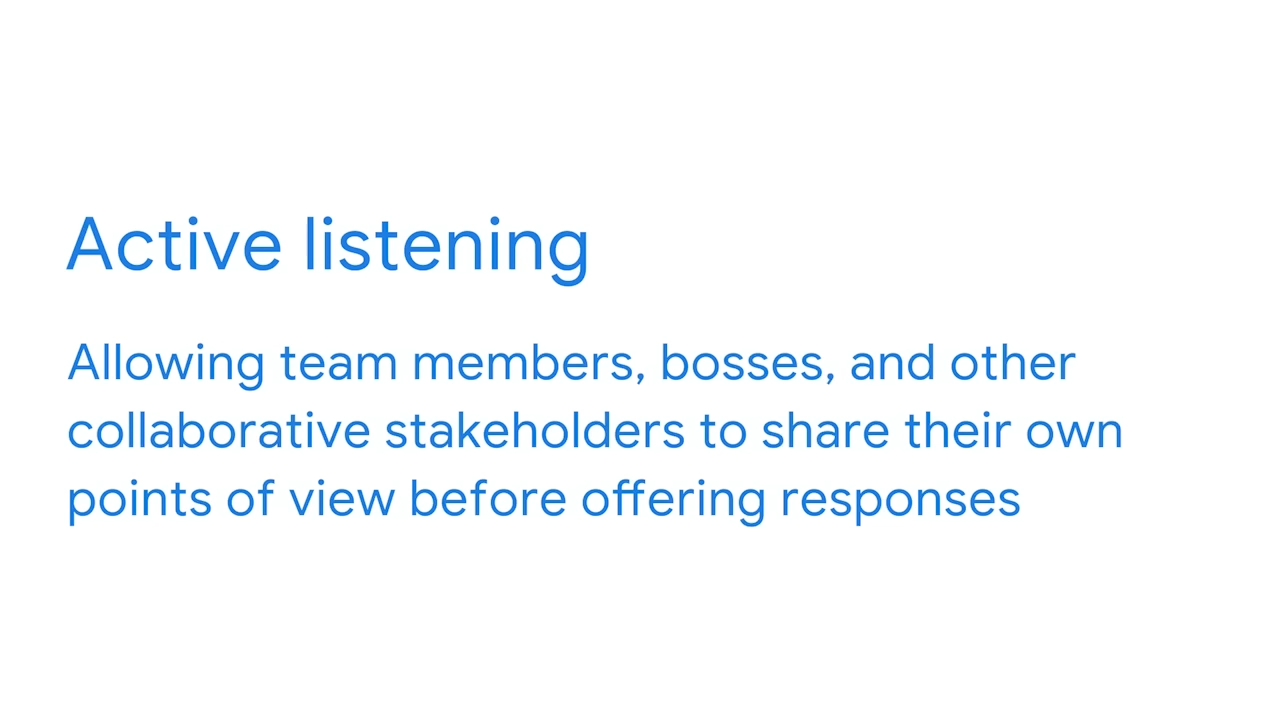 Active listening
Allowing team members, bosses, and other
collaborative stakeholders to share their own
points of view before offering responses